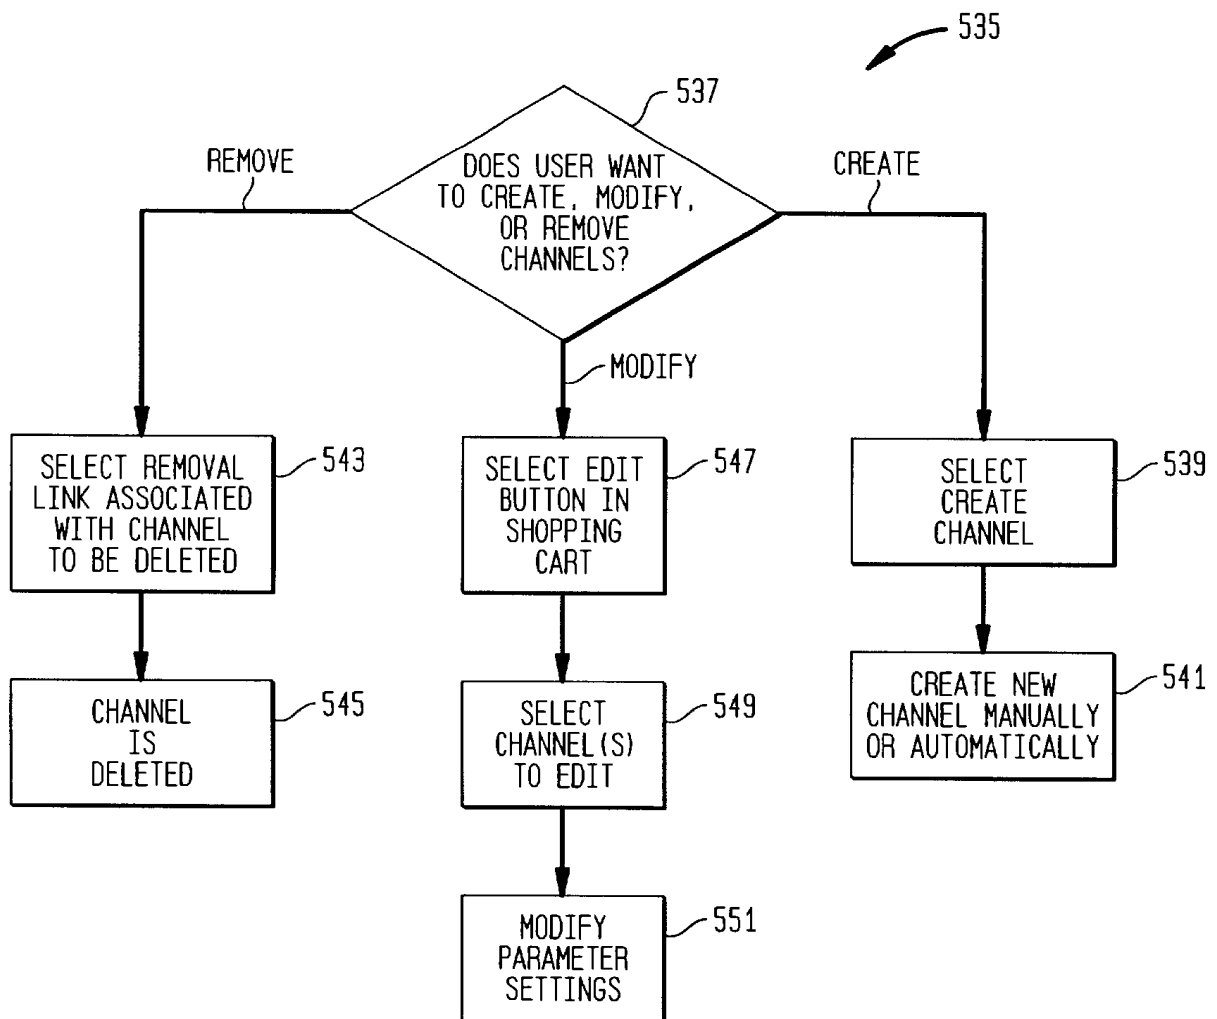 535
537
REMOVE
CREATE
DOES USER WANT
TO CREATE, MODIFY,
OR REMOVE
CHANNELS?
MODIFY
SELECT REMOVAL
LINK ASSOCIATED
WITH CHANNEL
TO BE DELETED
543
SELECT EDIT
BUTTON IN
SHOPPING
CART
547
SELECT
CREATE
CHANNEL
539
CHANNEL
IS
DELETED
545
SELECT
CHANNEL(S)
TO EDIT
549
CREATE NEW
CHANNEL MANUALLY
OR AUTOMATICALLY
541
MODIFY
PARAMETER
SETTINGS
551